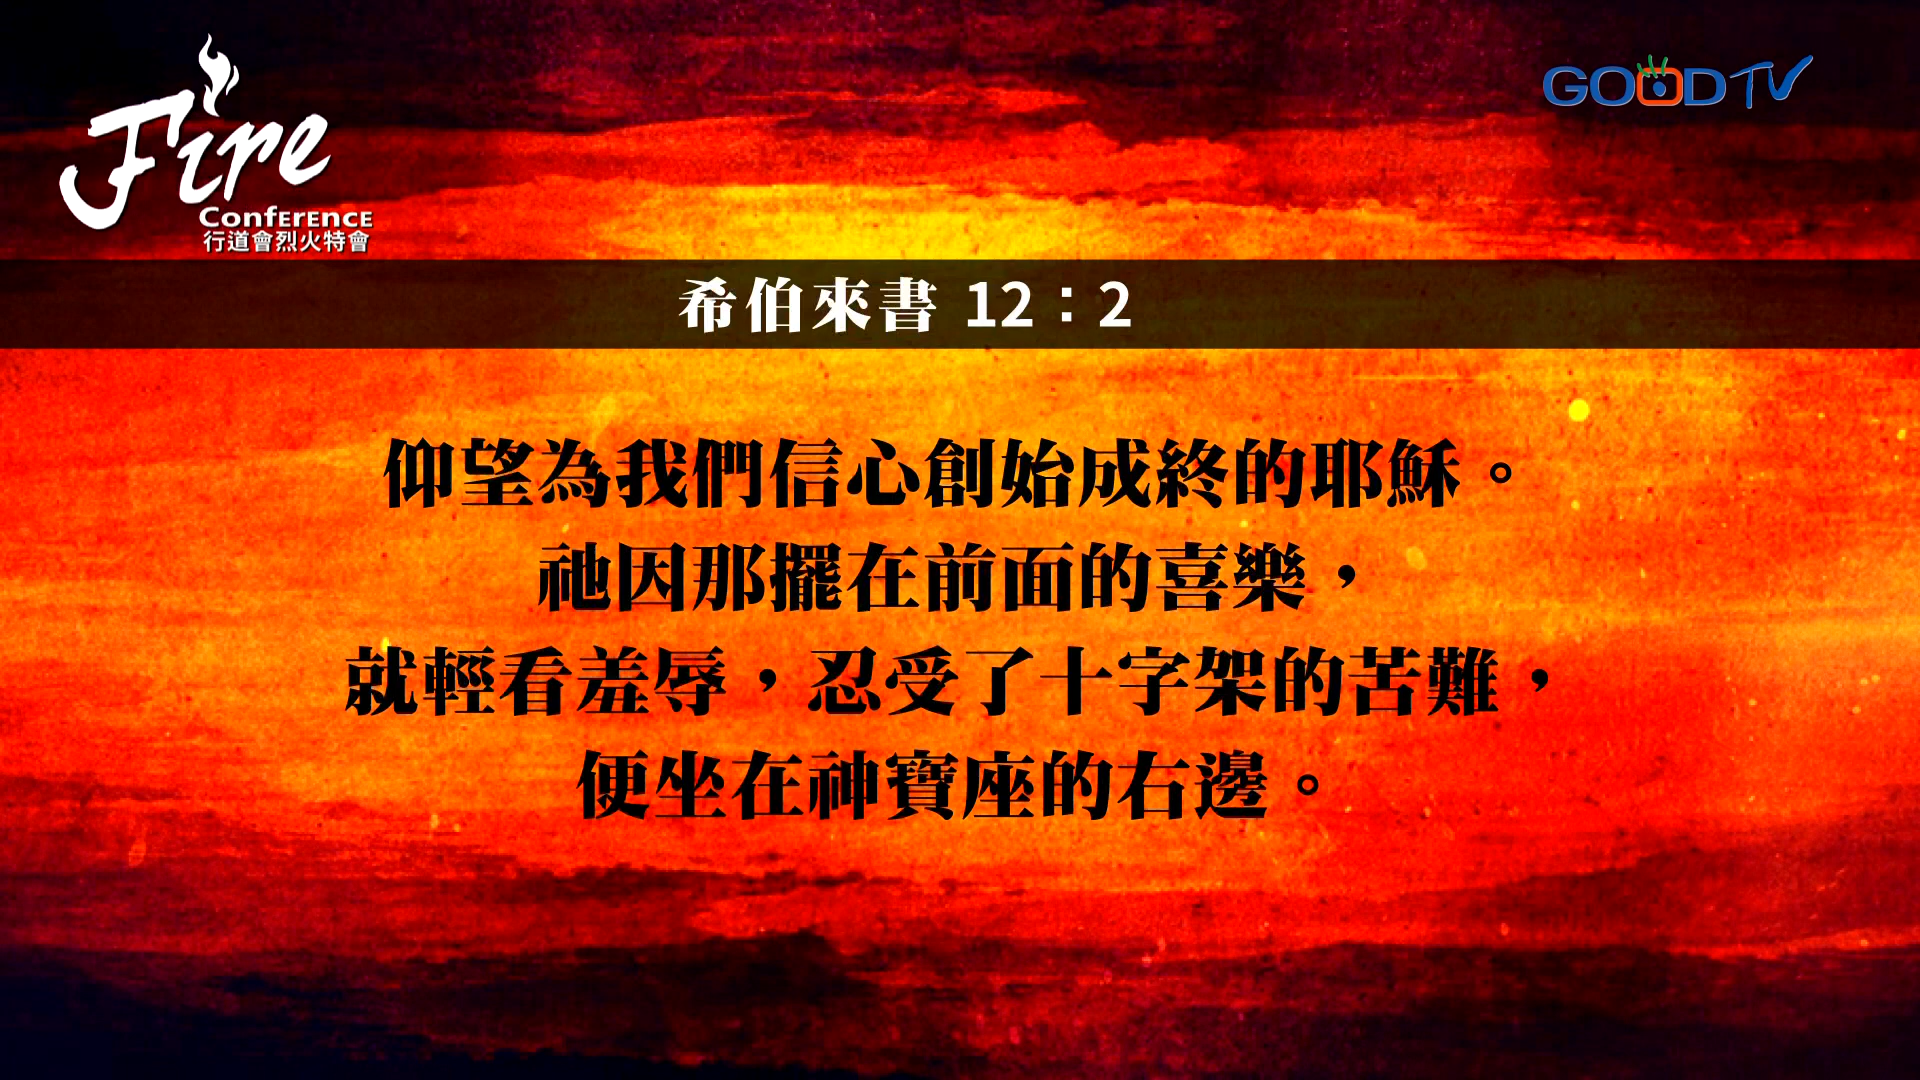 Fire
Conference
行道會烈火特會
GOOD TV
希伯來書 12：2
仰望為我們信心創始成終的耶穌。
祂因那擺在前面的喜樂，
就輕看羞辱，忍受了十字架的苦難，
便坐在神寶座的右邊。